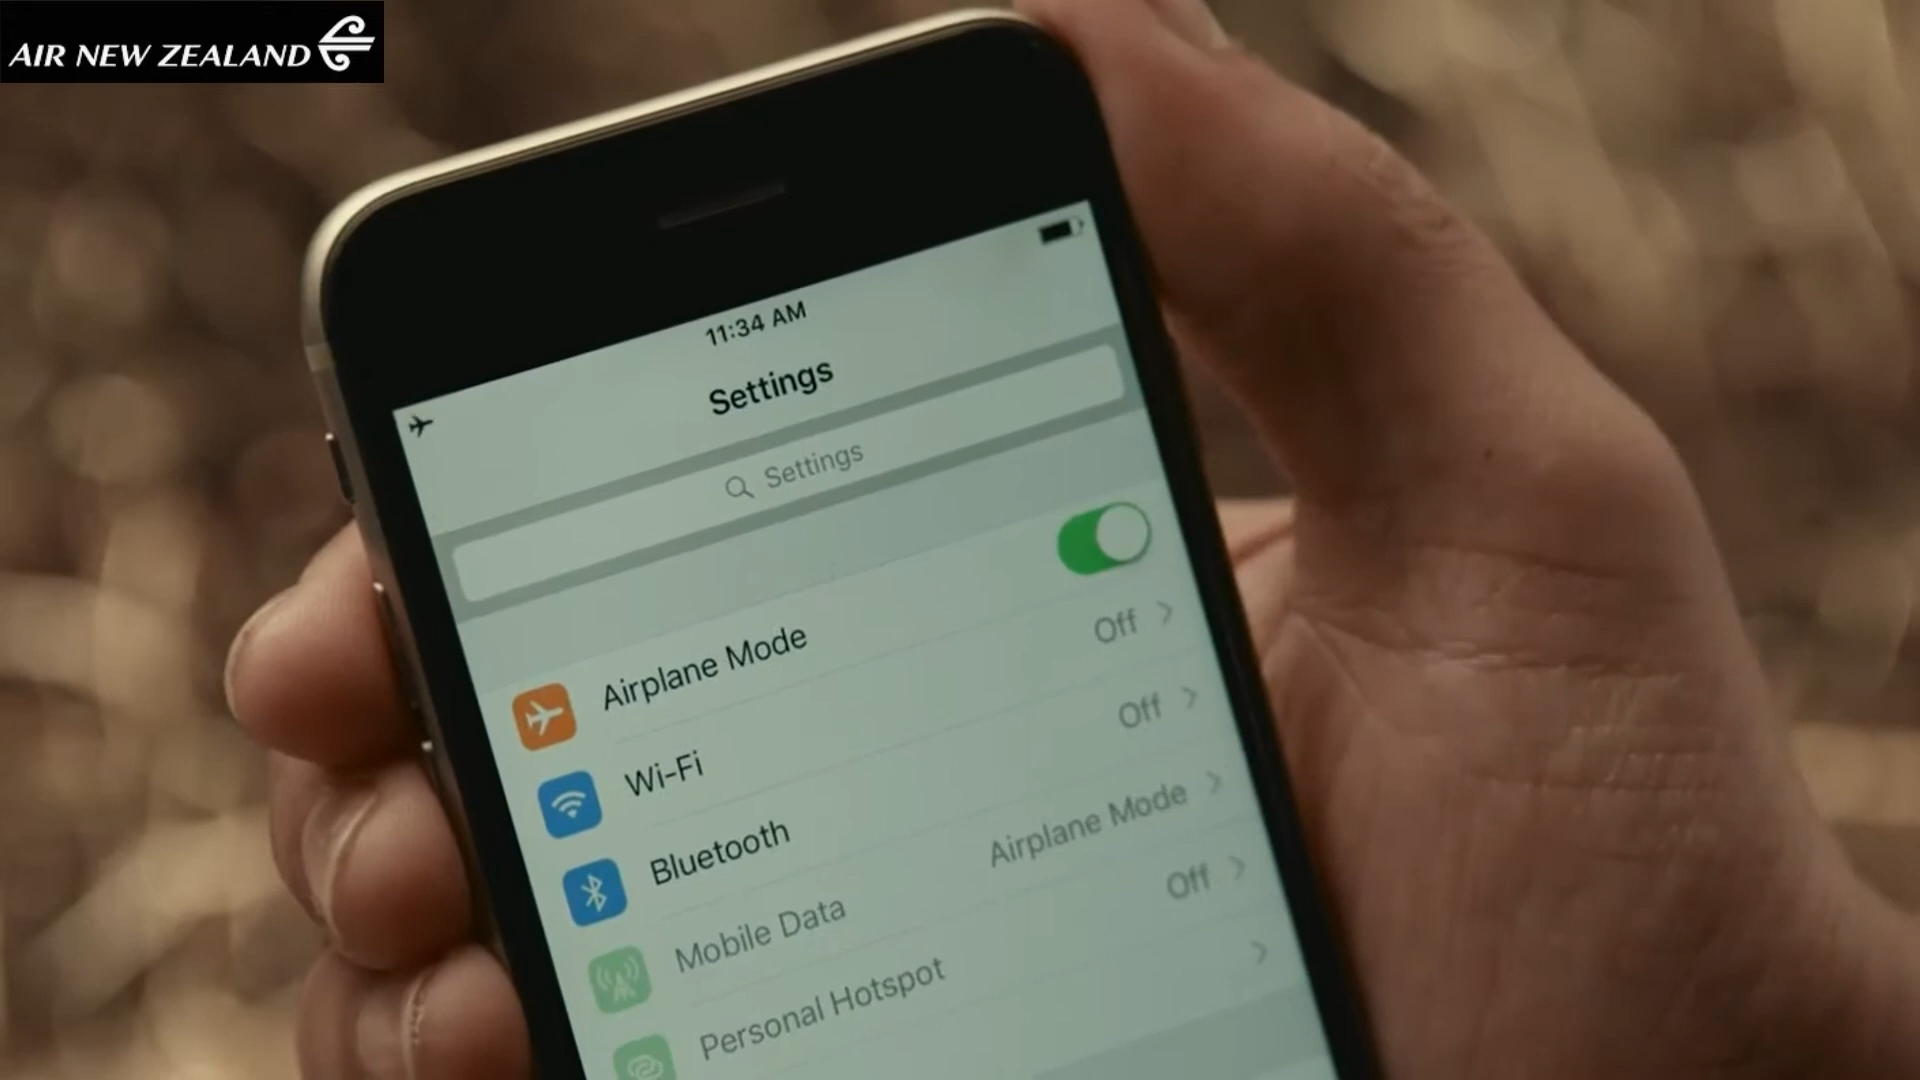 AIR NEW ZEALAND
11:34 AM
Settings
Settings
Airplane Mode
Wi-Fi Off
Bluetooth Off
Mobile Data Airplane Mode
Personal Hotspot Off